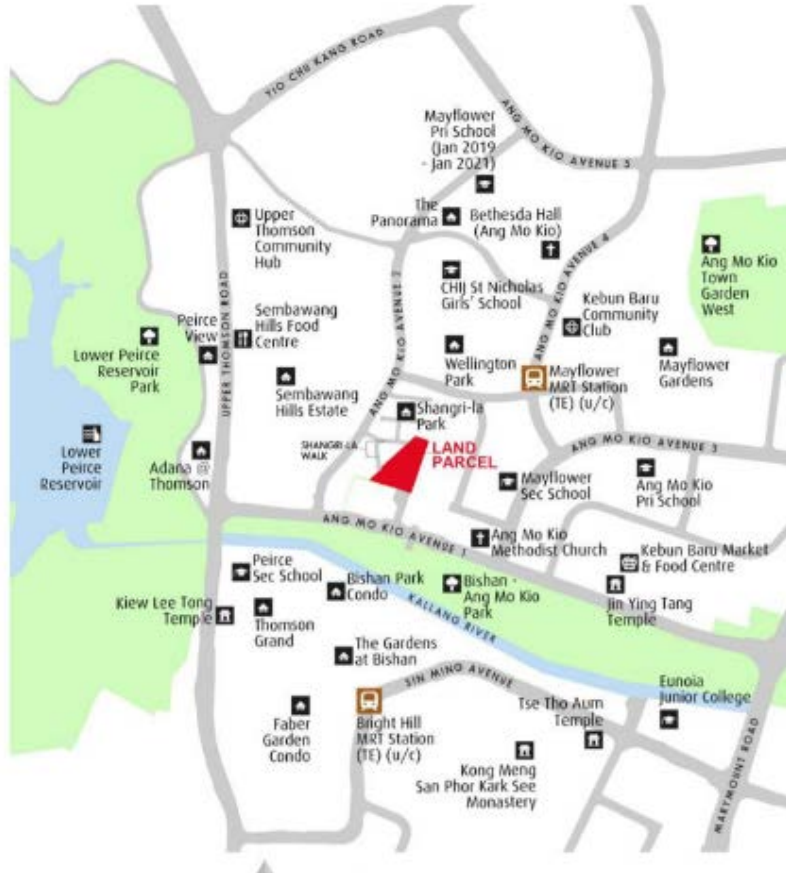 YIO CHU KANG ROAD
ANG MO KIO AVENUE 5
Mayflower
Pri School
(Jan 2019
- Jan 2021)
The
Panorama
Bethesda Hall
(Ang Mo Kio)
Upper
Thomson
Community
Hub
ANG MO KIO AVENUE 4
Ang Mo Kio
Town
Garden
West
CHIJ St Nicholas
Girls' School
Kebun Baru
Community
Club
ANG MO KIO AVENUE 2
UPPER THOMSON ROAD
Peirce
View
Sembawang
Hills Food
Centre
Lower Peirce
Reservoir
Park
Wellington
Park
Mayflower
MRT Station
(TE) (u/c)
Mayflower
Gardens
Sembawang
Hills Estate
Shangri-la
Park
SHANGRI-LA
WALK
LAND
PARCEL
ANG MO KIO AVENUE 3
Lower
Peirce
Reservoir
Adana @
Thomson
Mayflower
Sec School
Ang Mo Kio
Pri School
ANG MO KIO AVENUE 1
Ang Mo Kio
Methodist Church
Kebun Baru Market
& Food Centre
Peirce
Sec School
Bishan Park
Condo
Bishan -
Ang Mo Kio
Park
Jin Ying Tang
Temple
Kiew Lee Tong
Temple
Thomson
Grand
KALLANG RIVER
The Gardens
at Bishan
SIN MING AVENUE
Eunoia
Junior College
Tse Tho Aum
Temple
Faber
Garden
Condo
Bright Hill
MRT Station
(TE) (u/c)
Kong Meng
San Phor Kark See
Monastery
MARYMOUNT ROAD